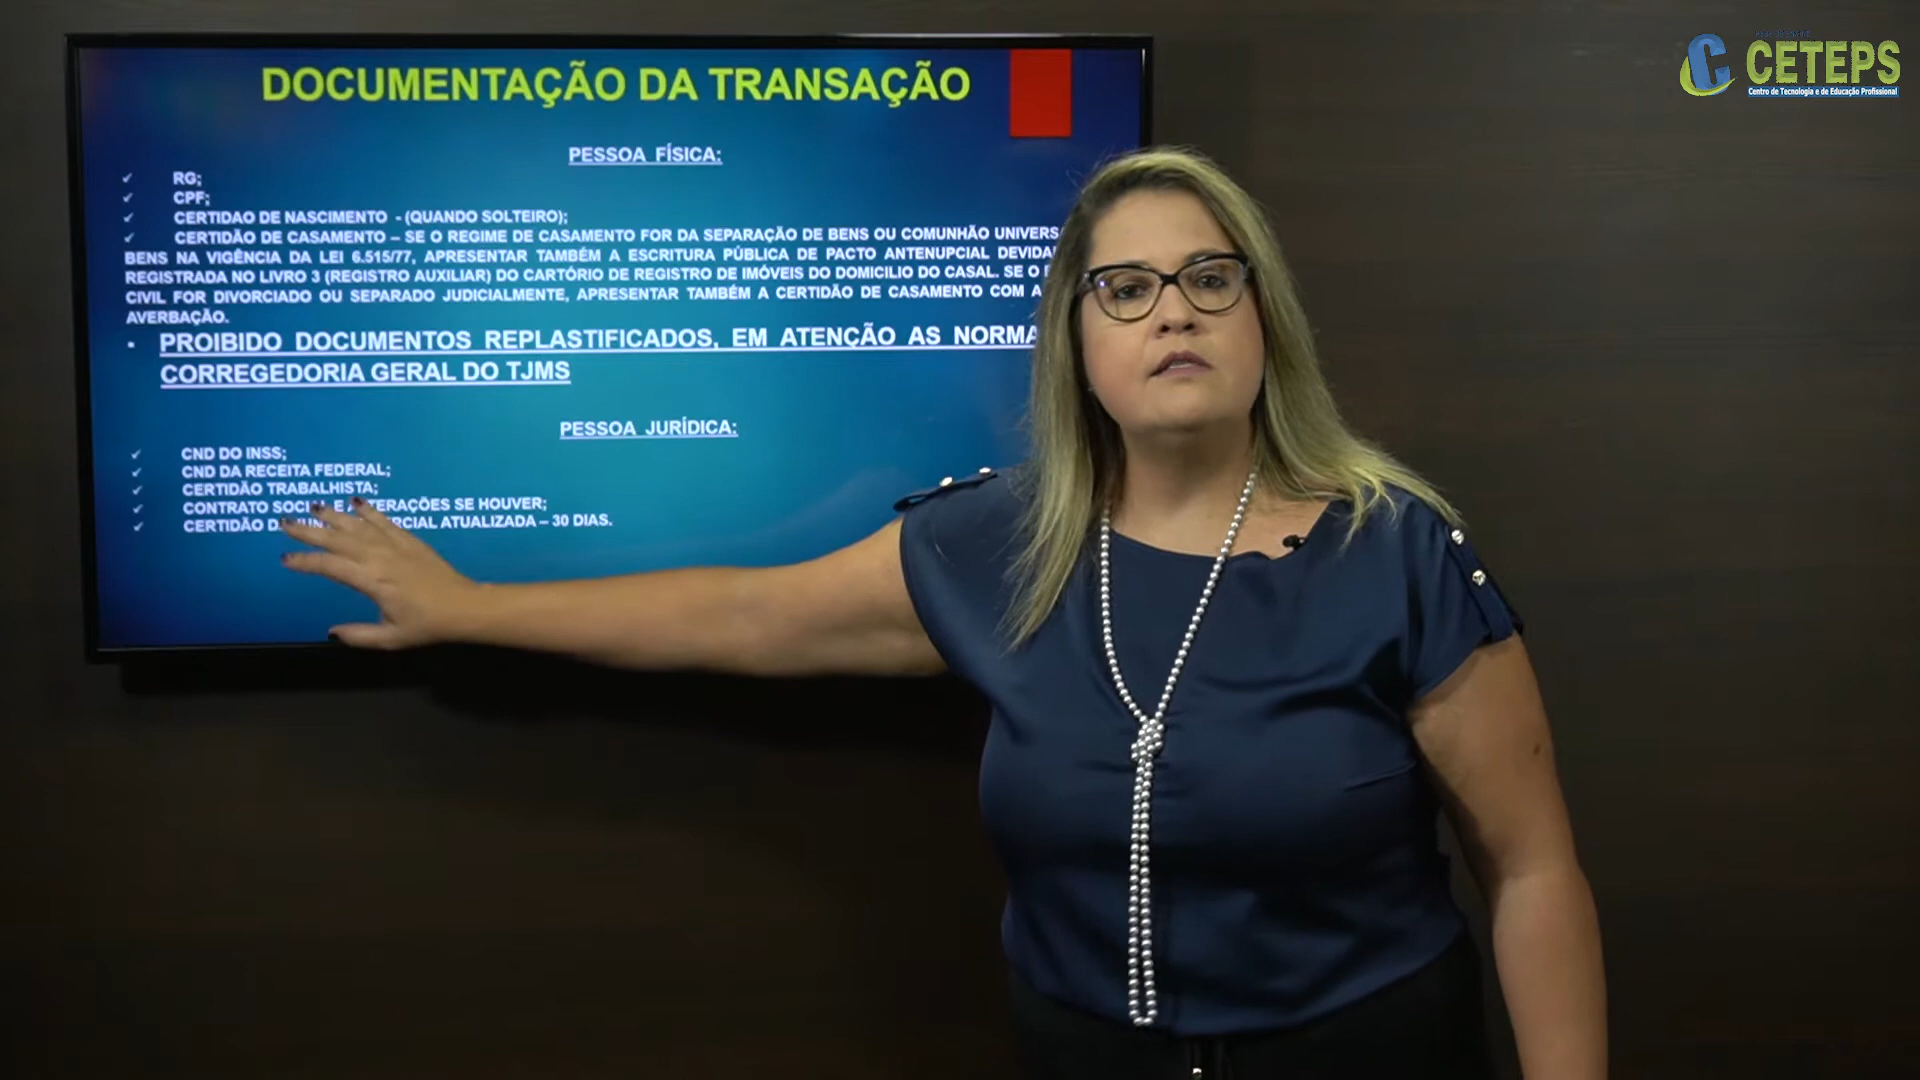 DOCUMENTAÇÃO DA TRANSAÇÃO
CETEPS
Centro de Tecnologia e de Educação Profissional
PESSOA FÍSICA:
RG;
CPF;
CERTIDAO DE NASCIMENTO - (QUANDO SOLTEIRO);
CERTIDÃO DE CASAMENTO – SE O REGIME DE CASAMENTO FOR DA SEPARAÇÃO DE BENS OU COMUNHÃO
BENS NA VIGÊNCIA DA LEI 6.515/77, APRESENTAR TAMBÉM A ESCRITURA PÚBLICA DE PACTO ANTENUPCIAL
REGISTRADA NO LIVRO 3 (REGISTRO AUXILIAR) DO CARTÓRIO DE REGISTRO DE IMÓVEIS DO DOMICILIO DO CASAL. SE O
CIVIL FOR DIVORCIADO OU SEPARADO JUDICIALMENTE, APRESENTAR TAMBÉM A CERTIDÃO DE CASAMENTO COM A
AVERBAÇÃO.
PROIBIDO DOCUMENTOS REPLASTIFICADOS, EM ATENÇÃO AS
CORREGEDORIA GERAL DO TJMS
PESSOA JURÍDICA:
CND DO INSS;
CND DA RECEITA FEDERAL;
CERTIDÃO TRABALHISTA;
CONTRATO SOCIAL E ALTERAÇÕES SE HOUVER;
CERTIDÃO ATUALIZADA – 30 DIAS.